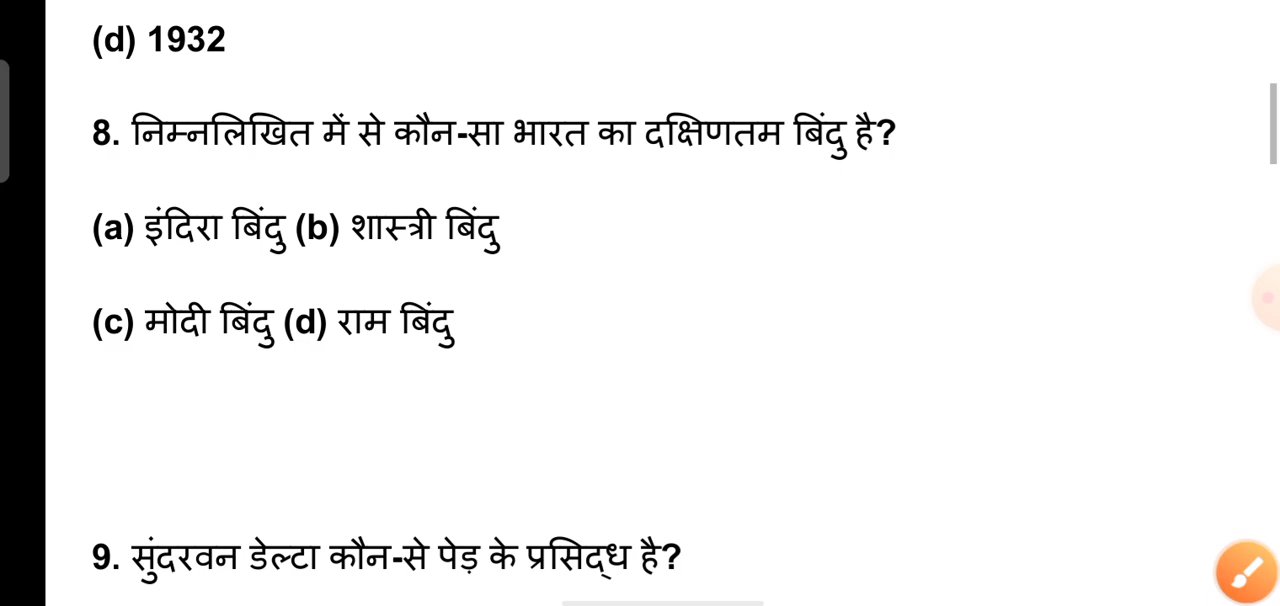 (d) 1932
8. निम्नलिखित में से कौन-सा भारत का दक्षिणतम बिंदु है?
(a) इंदिरा बिंदु (b) शास्त्री बिंदु
(c) मोदी बिंदु (d) राम बिंदु
9. सुंदरवन डेल्टा कौन-से पेड़ के प्रसिद्ध है?